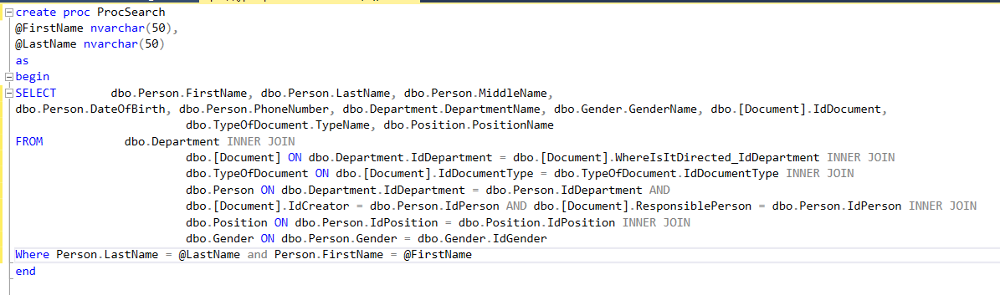 create proc ProcSearch
@FirstName nvarchar(50),
@LastName nvarchar(50)
as
begin
SELECT        dbo.Person.FirstName, dbo.Person.LastName, dbo.Person.MiddleName,
dbo.Person.DateOfBirth, dbo.Person.PhoneNumber, dbo.Department.DepartmentName, dbo.Gender.GenderName, dbo.[Document].IdDocument,
                         dbo.TypeOfDocument.TypeName, dbo.Position.PositionName
FROM            dbo.Department INNER JOIN
                         dbo.[Document] ON dbo.Department.IdDepartment = dbo.[Document].WhereIsItDirected_IdDepartment INNER JOIN
                         dbo.TypeOfDocument ON dbo.[Document].IdDocumentType = dbo.TypeOfDocument.IdDocumentType INNER JOIN
                         dbo.Person ON dbo.Department.IdDepartment = dbo.Person.IdDepartment AND
                         dbo.[Document].IdCreator = dbo.Person.IdPerson AND dbo.[Document].ResponsiblePerson = dbo.Person.IdPerson INNER JOIN
                         dbo.Position ON dbo.Person.IdPosition = dbo.Position.IdPosition INNER JOIN
                         dbo.Gender ON dbo.Person.Gender = dbo.Gender.IdGender
Where Person.LastName = @LastName and Person.FirstName = @FirstName
end